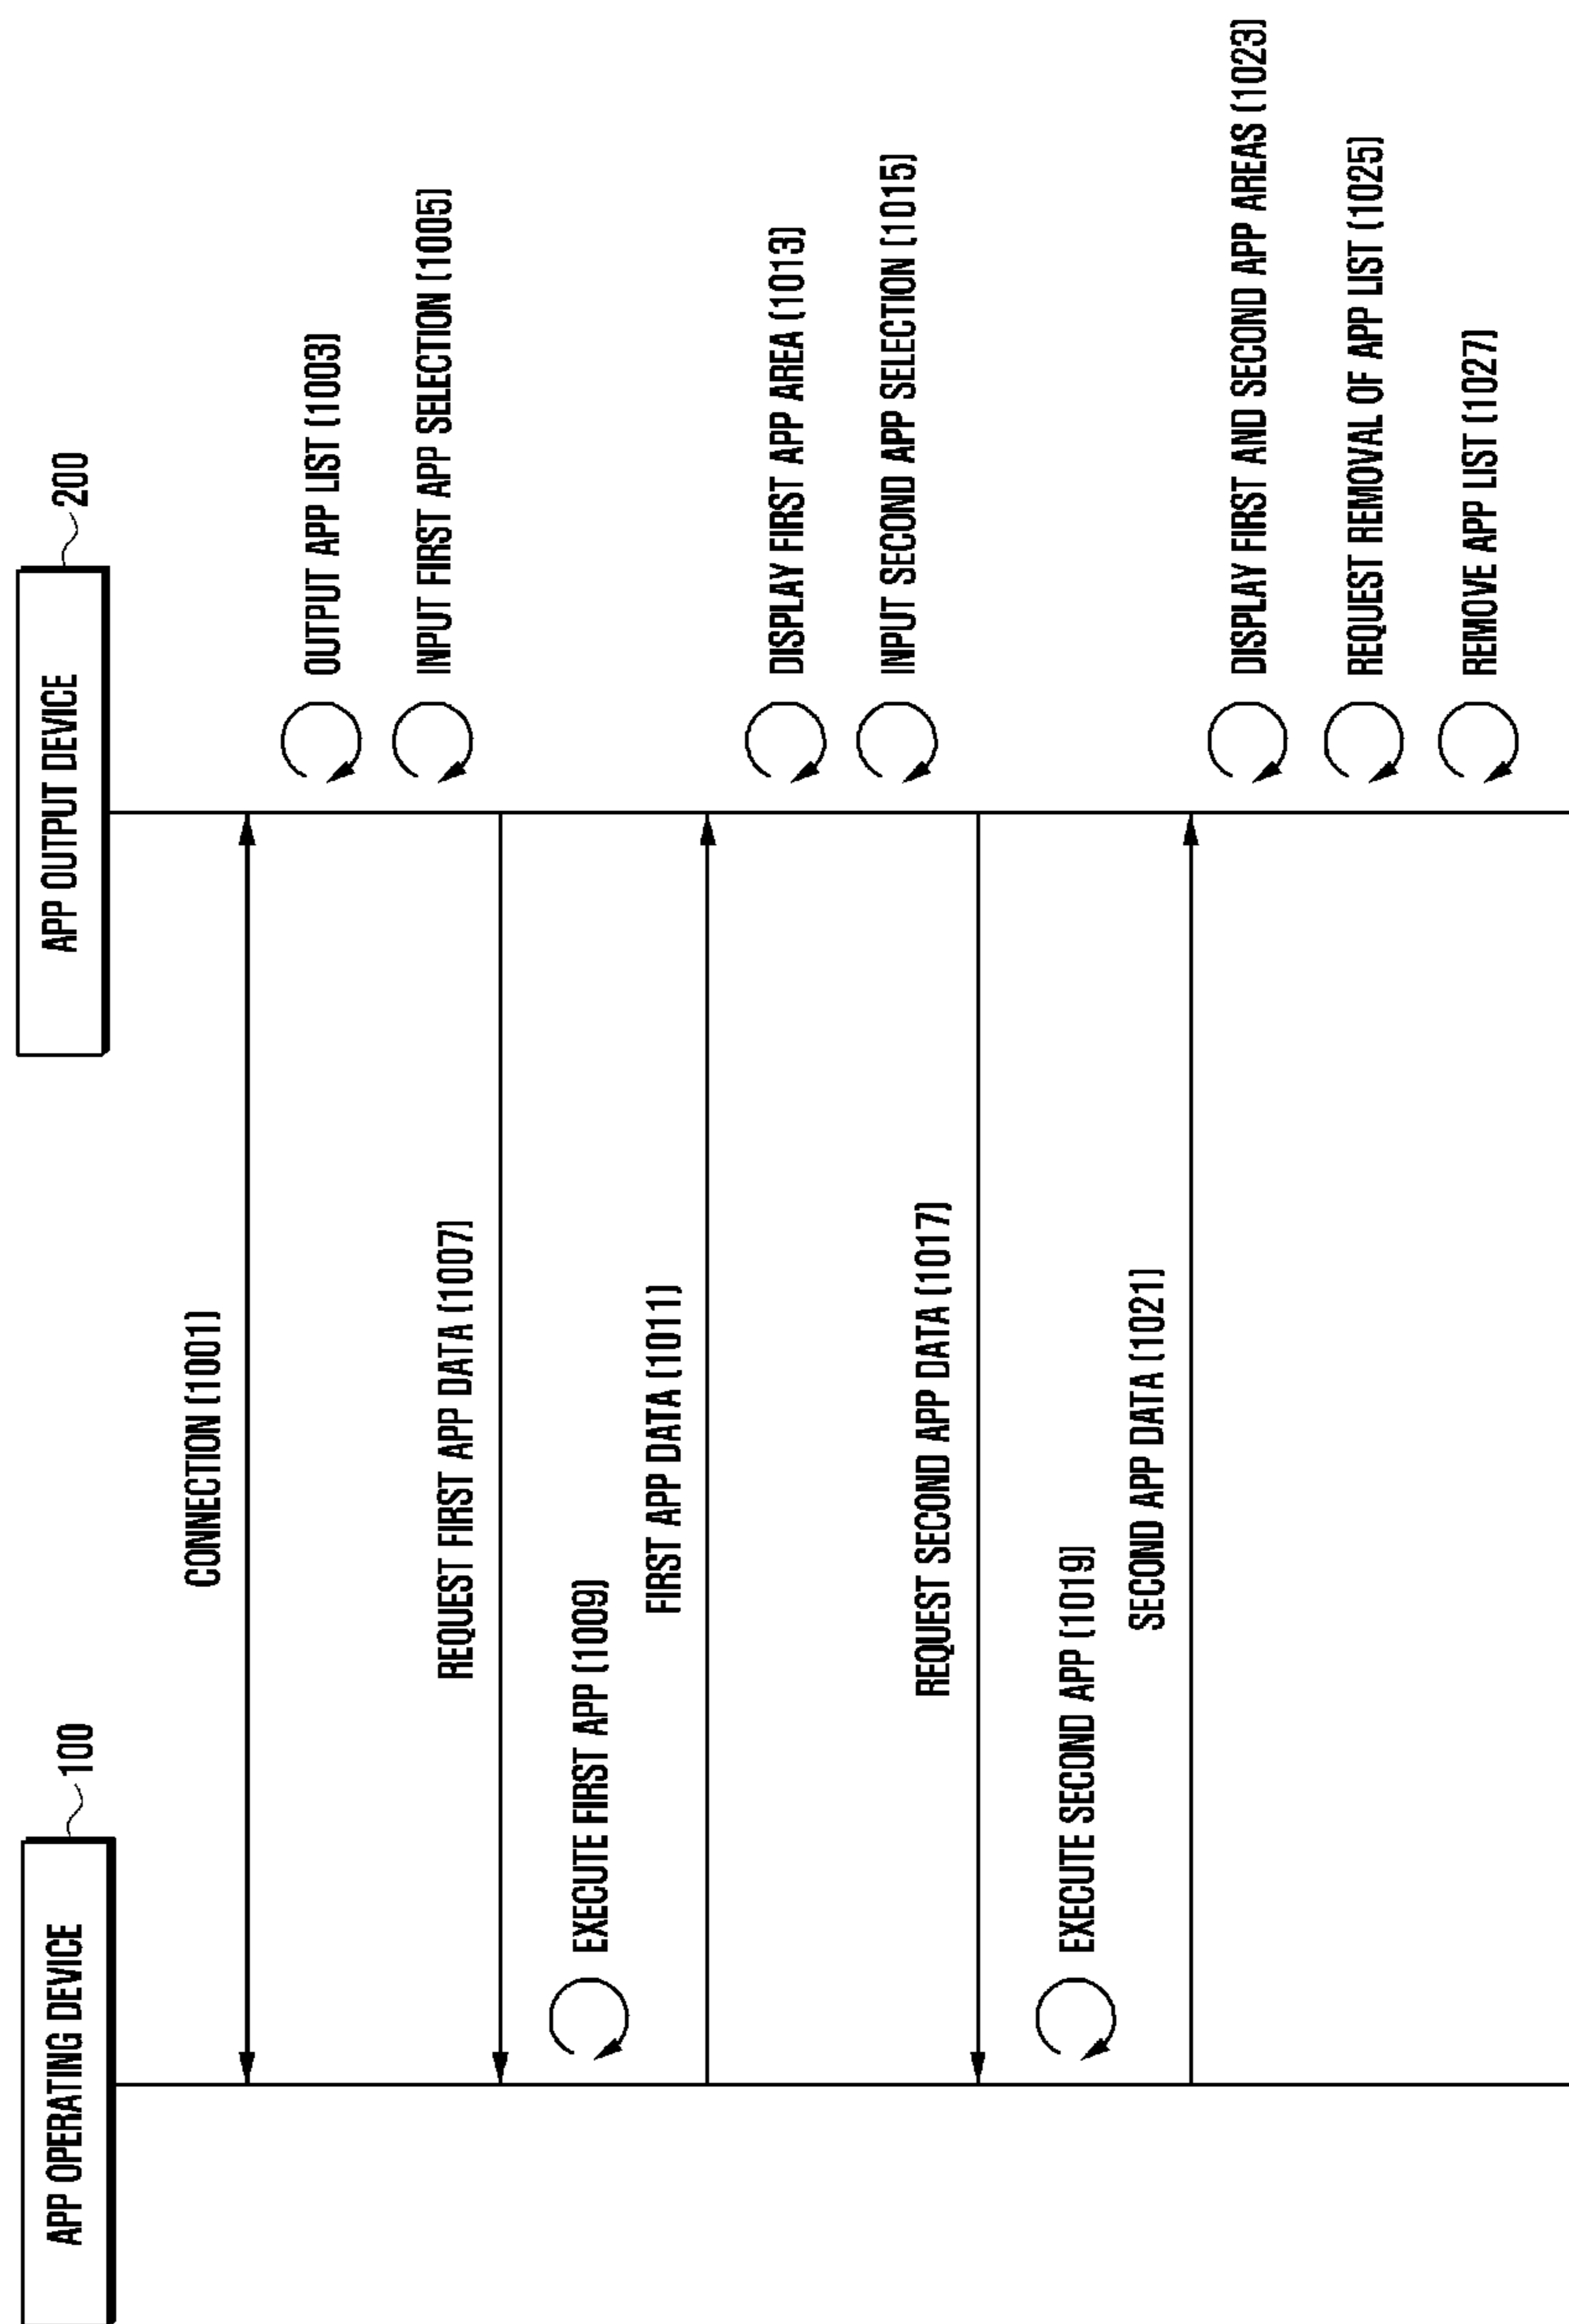 APP OPERATING DEVICE
100
APP OUTPUT DEVICE
200
CONNECTION (1001)
OUTPUT APP LIST (1003)
INPUT FIRST APP SELECTION (1005)
REQUEST FIRST APP DATA (1007)
EXECUTE FIRST APP (1009)
FIRST APP DATA (1011)
DISPLAY FIRST APP AREA (1013)
INPUT SECOND APP SELECTION (1015)
REQUEST SECOND APP DATA (1017)
EXECUTE SECOND APP (1019)
SECOND APP DATA (1021)
DISPLAY FIRST AND SECOND APP AREAS (1023)
REQUEST REMOVAL OF APP LIST (1025)
REMOVE APP LIST (1027)